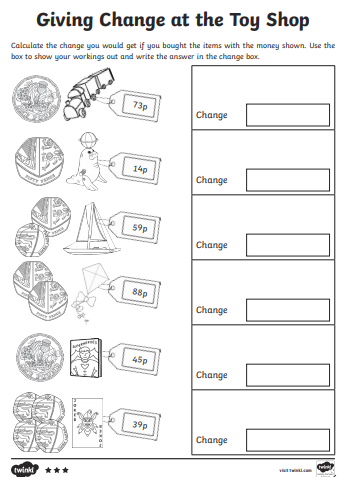 Giving Change at the Toy Shop
Calculate the change you would get if you bought the items with the money shown. Use the
box to show your workings out and write the answer in the change box.
73p
Change
14p
Change
59p
Change
88p
Change
45p
Change
39p
Change
twinkl
visit twinkl.com
twinkl